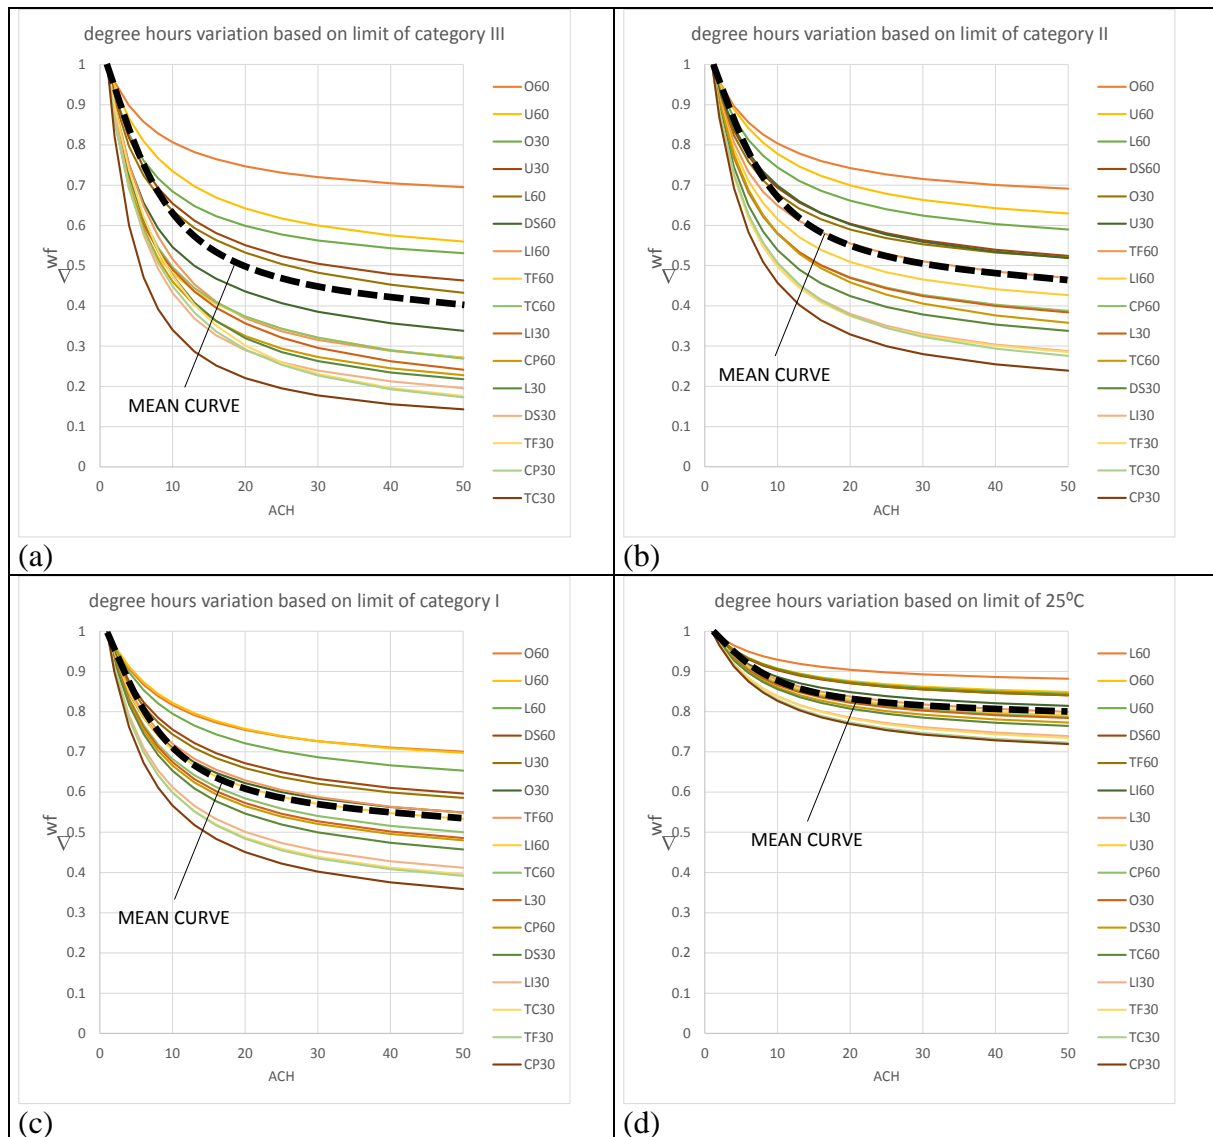 degree hours variation based on limit of category III
1
0.9
0.8
0.7
0.6
0.5
0.4
0.3
0.2
0.1
0
∇wf
MEAN CURVE
0 10 20 30 40 50
ACH
O60
U60
O30
U30
L60
DS60
LI60
TF60
TC60
LI30
CP60
L30
DS30
TF30
CP30
TC30
(a)
degree hours variation based on limit of category II
1
0.9
0.8
0.7
0.6
0.5
0.4
0.3
0.2
0.1
0
∇wf
MEAN CURVE
0 10 20 30 40 50
ACH
O60
U60
L60
DS60
O30
U30
TF60
LI60
CP60
L30
TC60
DS30
LI30
TF30
TC30
CP30
(b)
degree hours variation based on limit of category I
1
0.9
0.8
0.7
0.6
0.5
0.4
0.3
0.2
0.1
0
∇wf
MEAN CURVE
0 10 20 30 40 50
ACH
O60
U60
L60
DS60
U30
O30
TF60
LI60
TC60
L30
CP60
DS30
LI30
TC30
TF30
CP30
(c)
degree hours variation based on limit of 25⁰C
1
0.9
0.8
0.7
0.6
0.5
0.4
0.3
0.2
0.1
0
∇wf
MEAN CURVE
0 10 20 30 40 50
ACH
L60
O60
U60
DS60
TF60
LI60
L30
U30
CP60
O30
DS30
TC60
LI30
TF30
TC30
CP30
(d)